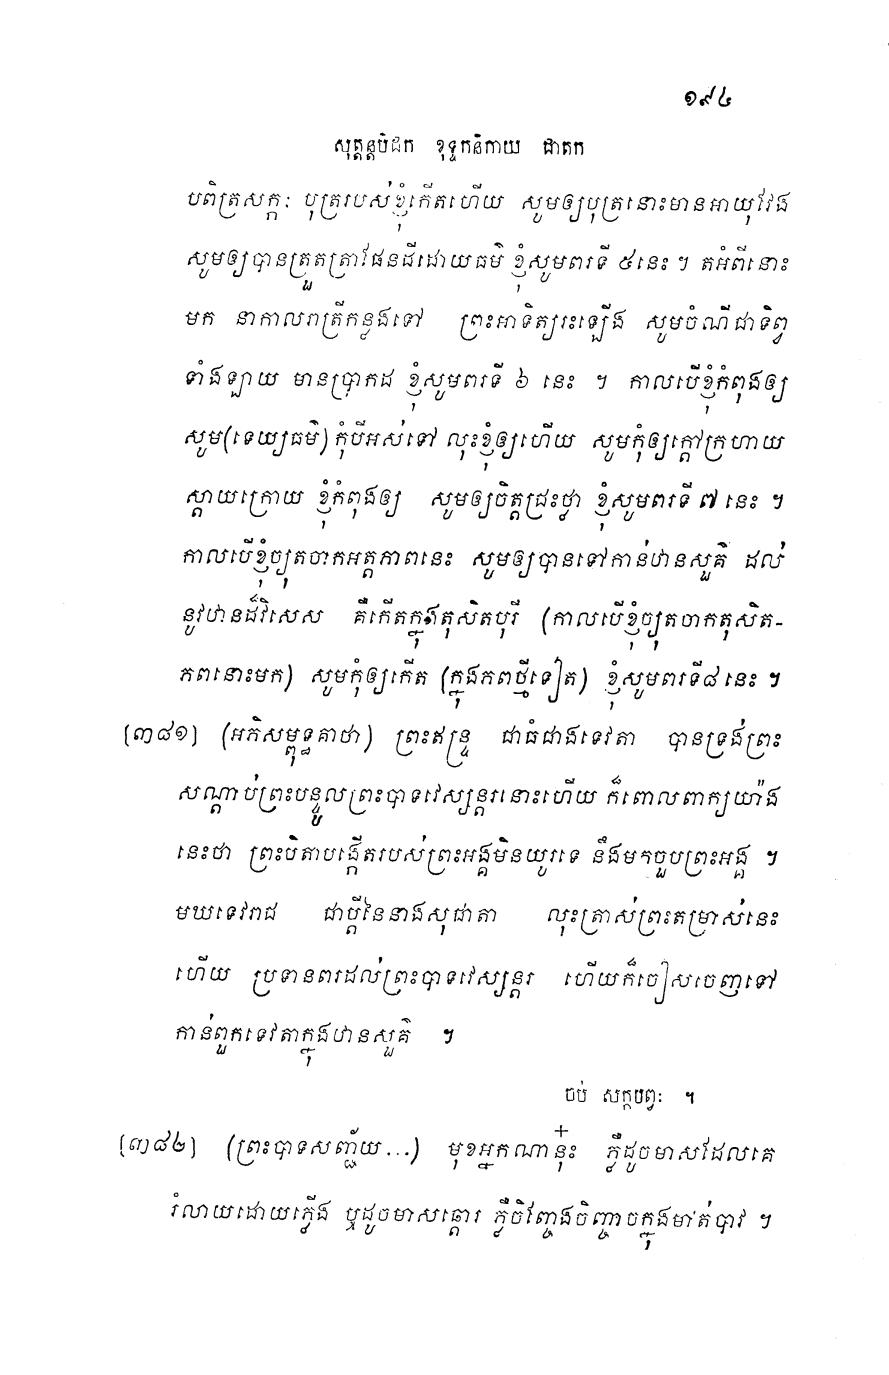 ១៩៤
សុត្តន្តបិដក ខុទ្ទកនិកាយ ជាតក
បពិត្រសក្កៈ បុត្ររបស់ខ្ញុំកើតហើយ សូមឲ្យបុត្រនោះមានអាយុវែង
សូមឲ្យបានត្រួតត្រាផែនដីដោយធម៌ ខ្ញុំសូមពរទី ៥នេះ ។ តអំពីនោះ
មក នាកាលរាត្រីកន្លងទៅ ព្រះអាទិត្យរះឡើង សូមចំណីជាទិព្វ
ទាំងឡាយ មានប្រាកដ ខ្ញុំសូមពរទី ៦ នេះ ។ កាលបើខ្ញុំកំពុងឲ្យ
សូម(ទេយ្យធម៌) កុំបីអស់ទៅ លុះខ្ញុំឲ្យហើយ សូមកុំឲ្យក្តៅក្រហាយ
ស្តាយក្រោយ ខ្ញុំកំពុងឲ្យ សូមឲ្យចិត្តជ្រះថ្លា ខ្ញុំសូមពរទី ៧ នេះ ។
កាលបើខ្ញុំច្យុតចាកអត្តភាពនេះ សូមឲ្យបានទៅកាន់ឋានសួគ៌ ដល់
នូវឋានដ៏វិសេស គឺកើតក្នុងតុសិតបុរី (កាលបើខ្ញុំច្យុតចាកតុសិត-
ភពនោះមក) សូមកុំឲ្យកើត (ក្នុងភពថ្មីទៀត) ខ្ញុំសូមពរទី៨ នេះ ។
[៣៨១] (អភិសម្ពុទ្ធគាថា) ព្រះឥន្ទ្រ ជាធំជាងទេវតា បានទ្រង់ព្រះ
សណ្តាប់ព្រះបន្ទូលព្រះបាទវេស្សន្តរនោះហើយ ក៏ពោលពាក្យយ៉ាង
នេះថា ព្រះបិតាបង្កើតរបស់ព្រះអង្គមិនយូរទេ នឹងមកចួបព្រះអង្គ ។
មឃទេវរាជ ជាប្តីនៃនាងសុជាតា លុះត្រាស់ព្រះតម្រាស់នេះ
ហើយ ប្រទានពរដល់ព្រះបាទវេស្សន្តរ ហើយក៏ចៀសចេញទៅ
កាន់ពួកទេវតាក្នុងឋានសួគ៌ ។
ចប់ សក្កបព្វៈ ។
[៣៨២] (ព្រះបាទសញ្ជ័យ...) មុខអ្នកណានុ៎ះ ភ្លឺដូចមាសដែលគេ
រំលាយដោយភ្លើង ឬដូចមាសឆ្តោរ ភ្លឺចិញ្ចែងចិញ្ចាចក្នុងមាត់បាវ ។